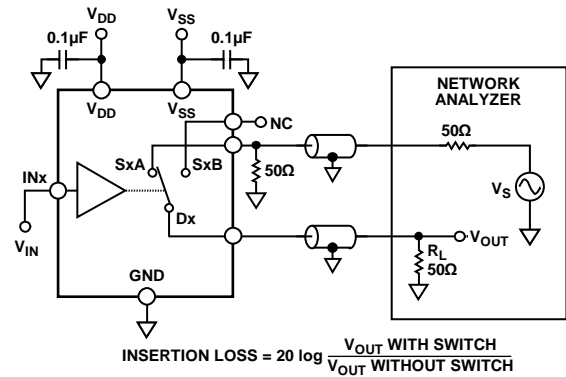 VDD
VSS
0.1µF
0.1µF
VDD
VSS
NC
NETWORK
ANALYZER
SxA
SxB
50Ω
50Ω
INx
VS
Dx
VIN
VOUT
RL
50Ω
GND
INSERTION LOSS = 20 log VOUT WITH SWITCH
VOUT WITHOUT SWITCH